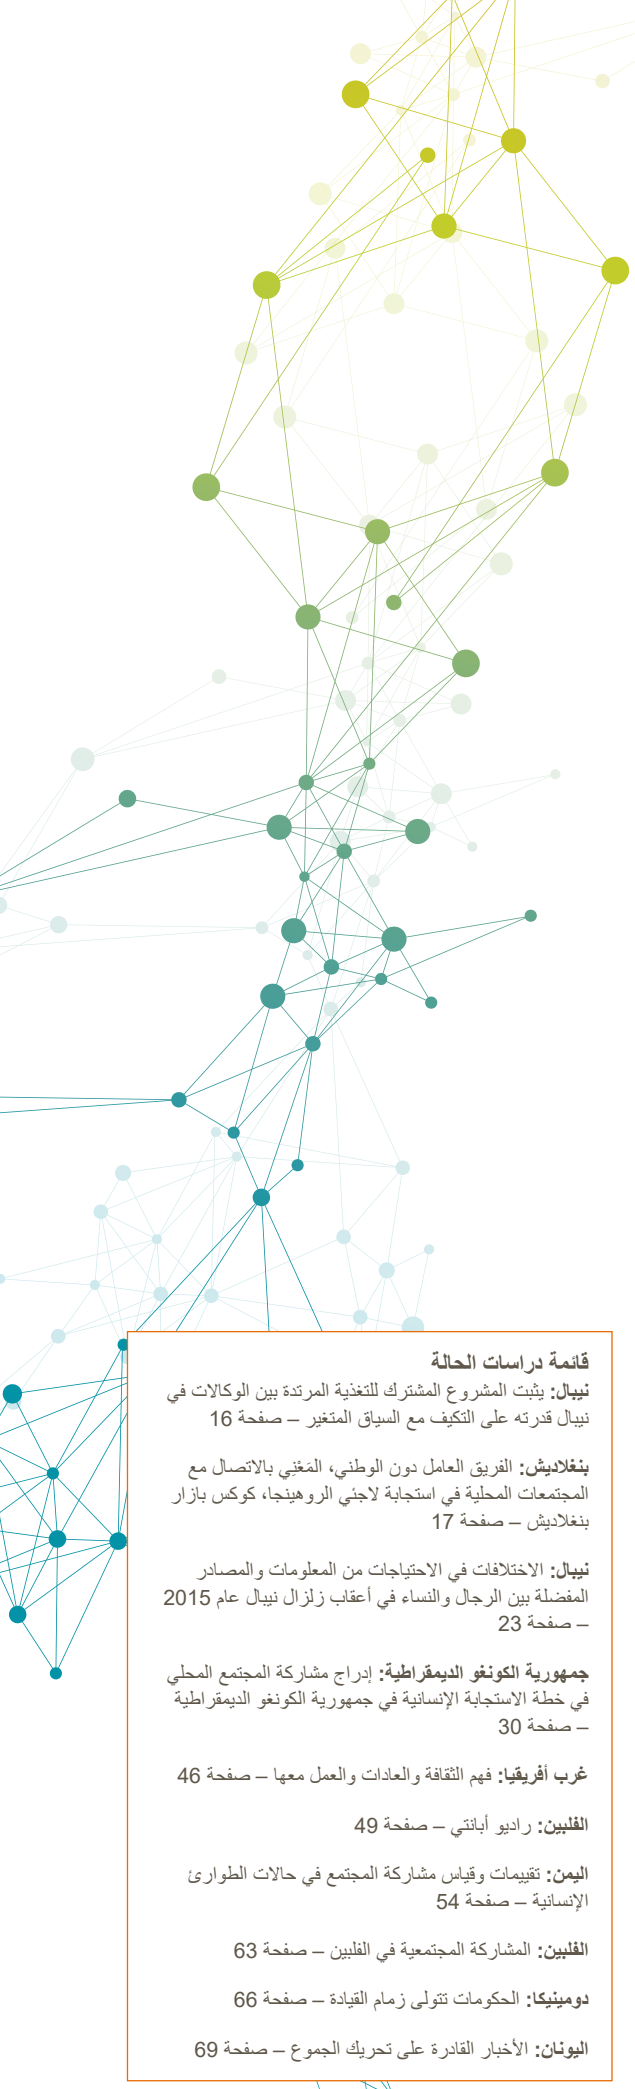 قائمة دراسات الحالة
نيبال: يثبت المشروع المشترك للتغذية المرتدة بين الوكالات في
نيبال قدرته على التكيف مع السياق المتغير – صفحة 16
بنغلاديش: الفريق العامل دون الوطني، المَعْنِي بالاتصال مع
المجتمعات المحلية في استجابة لاجئي الروهينجا، كوكس بازار
بنغلاديش – صفحة 17
نيبال: الاختلافات في الاحتياجات من المعلومات والمصادر
المفضلة بين الرجال والنساء في أعقاب زلزال نيبال عام 2015
– صفحة 23
جمهورية الكونغو الديمقراطية: إدراج مشاركة المجتمع المحلي
في خطة الاستجابة الإنسانية في جمهورية الكونغو الديمقراطية
– صفحة 30
غرب أفريقيا: فهم الثقافة والعادات والعمل معها – صفحة 46
الفلبين: راديو أبانتي – صفحة 49
اليمن: تقييمات وقياس مشاركة المجتمع في حالات الطوارئ
الإنسانية – صفحة 54
الفلبين: المشاركة المجتمعية في الفلبين – صفحة 63
دومينيكا: الحكومات تتولى زمام القيادة – صفحة 66
اليونان: الأخبار القادرة على تحريك الجموع – صفحة 69